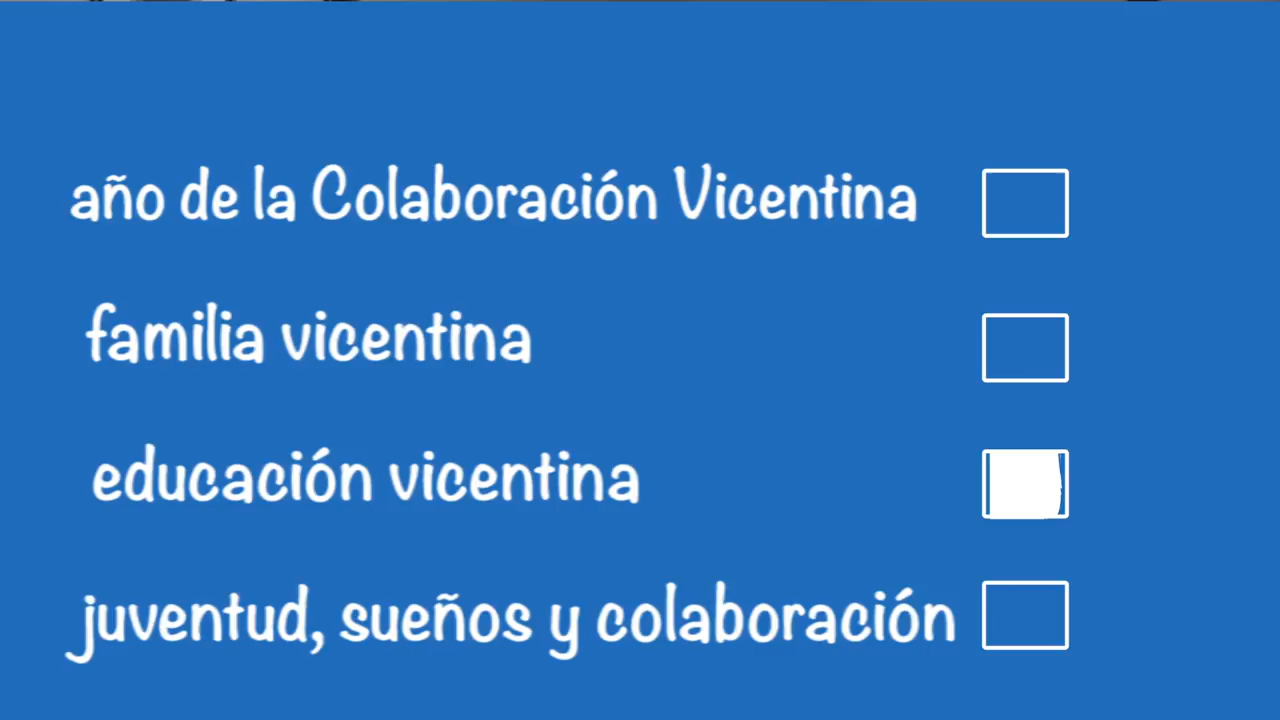 año de la Colaboración Vicentina
familia vicentina
educación vicentina
juventud, sueños y colaboración